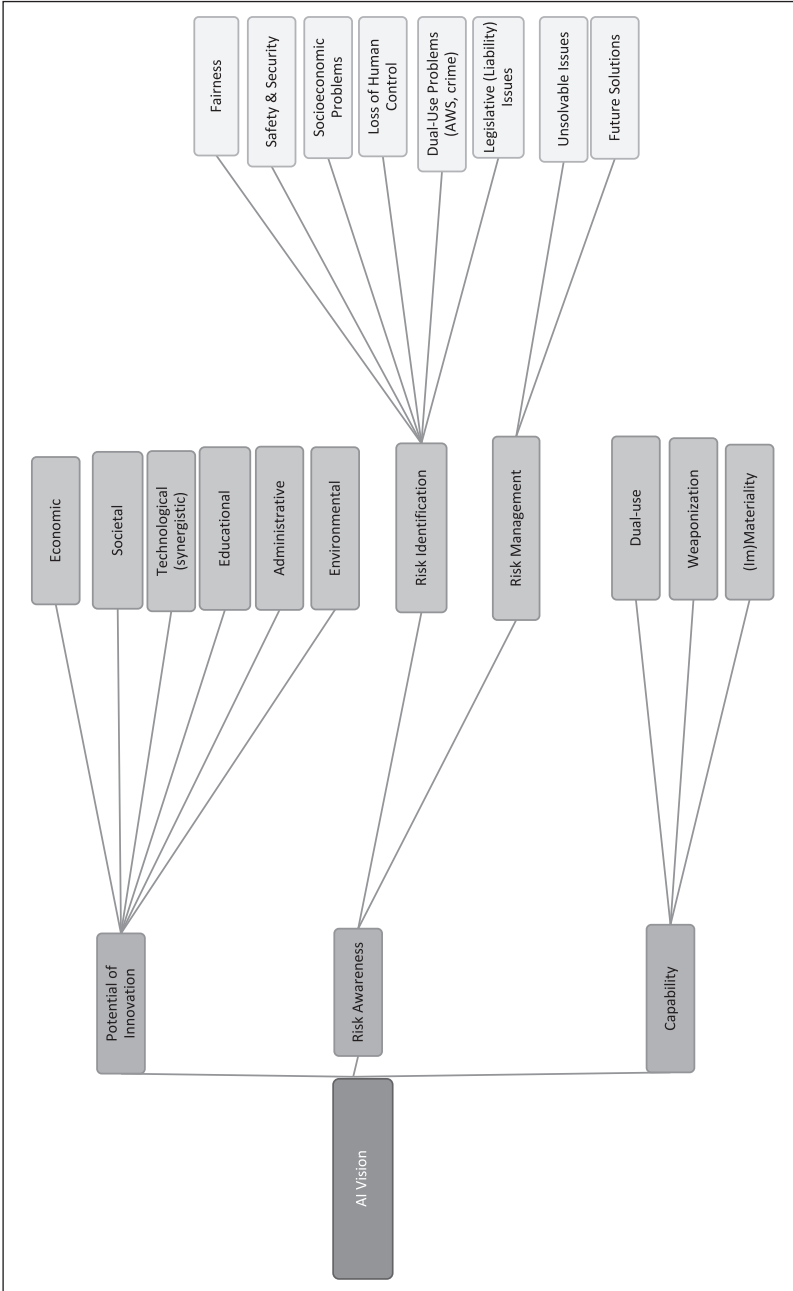 AI Vision
Potential of
Innovation
Economic
Societal
Technological
(synergistic)
Educational
Administrative
Environmental
Risk Awareness
Risk Identification
Fairness
Safety & Security
Socioeconomic
Problems
Loss of Human
Control
Dual-Use Problems
(AWS, crime)
Legislative (Liability)
Issues
Risk Management
Unsolvable Issues
Future Solutions
Capability
Dual-use
Weaponization
(Im)Materiality